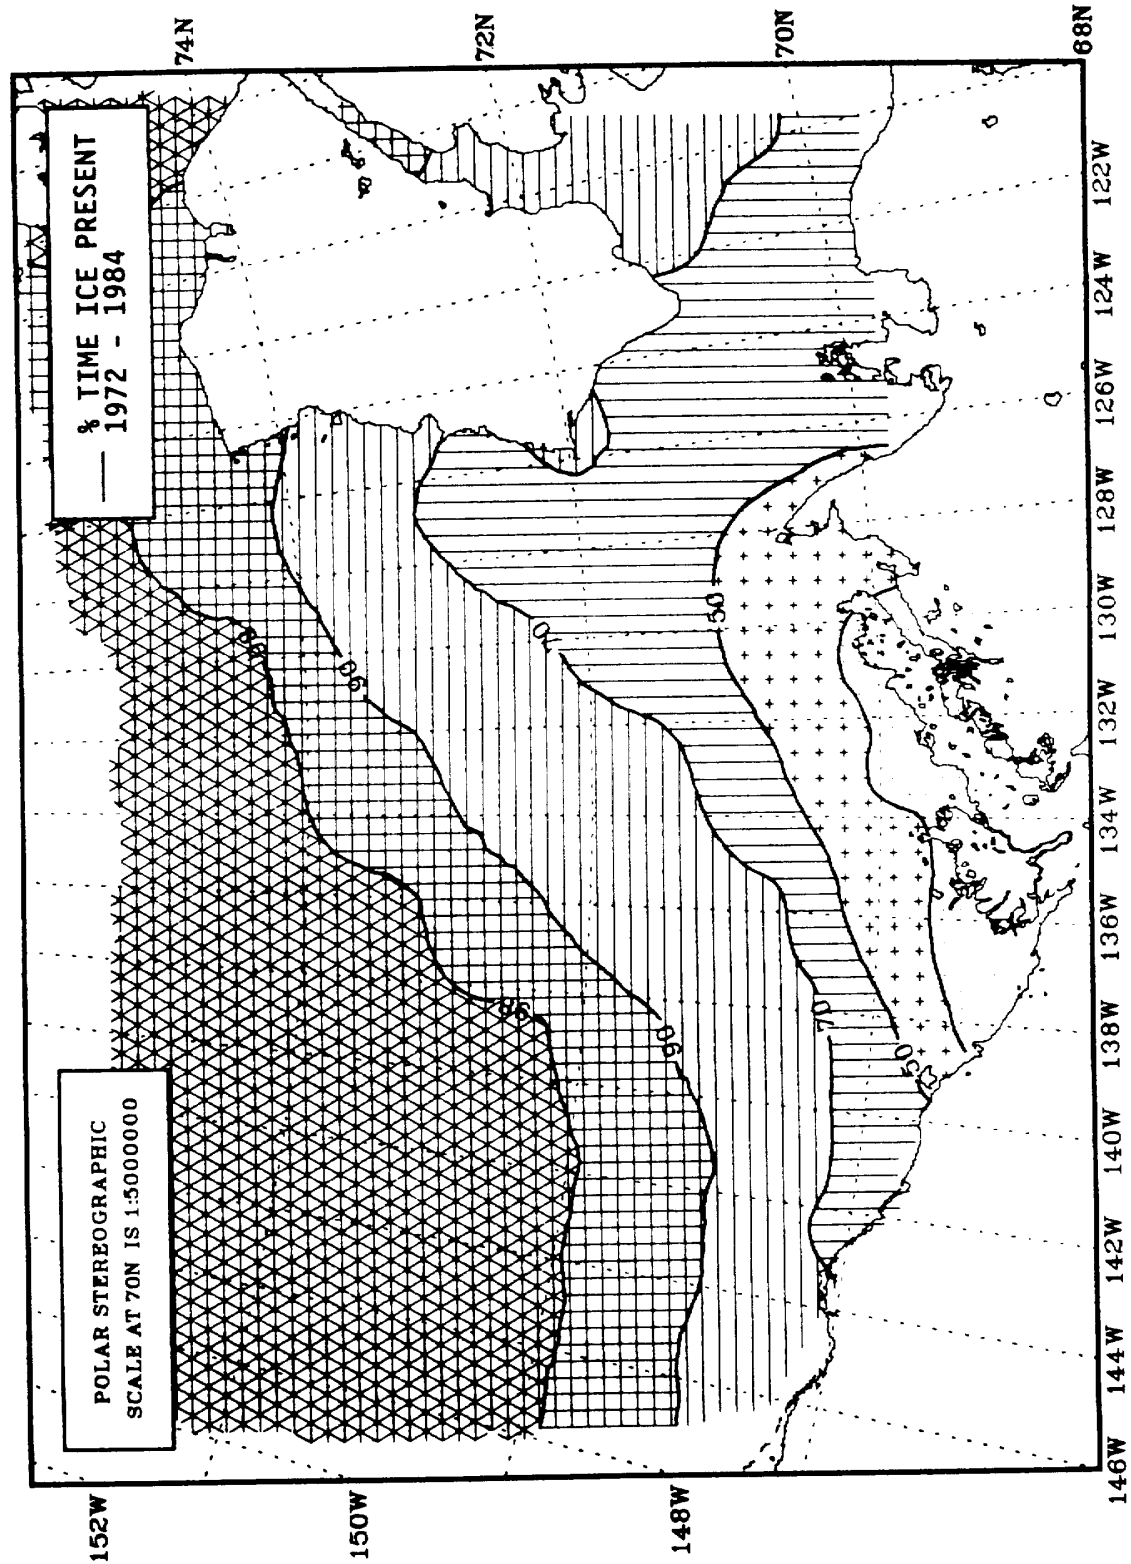 % TIME ICE PRESENT
1972 - 1984
POLAR STEREOGRAPHIC
SCALE AT 70N IS 1:5000000
74N
72N
70N
68N
152W
150W
148W
146W
144W
142W
140W
138W
136W
134W
132W
130W
128W
126W
124W
122W
98
98
90
90
70
70
50
50